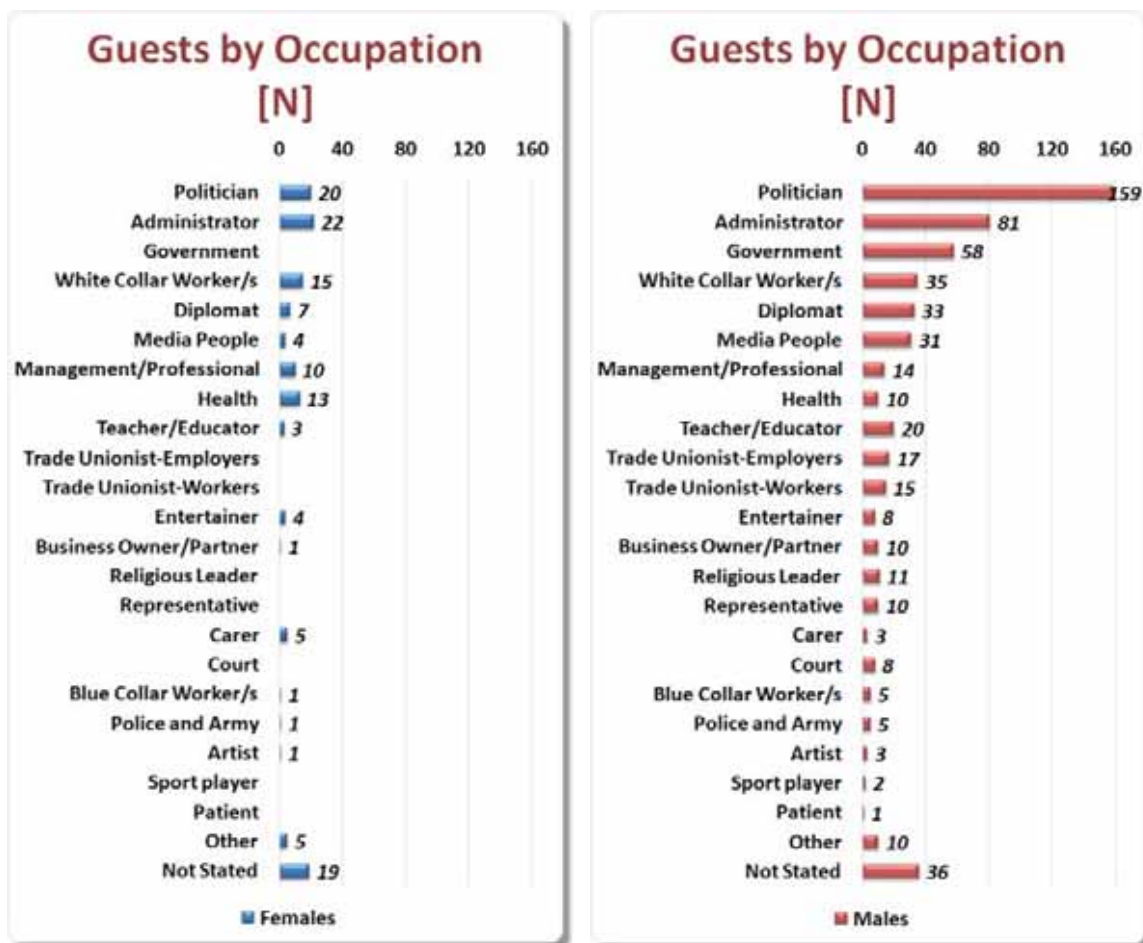 Guests by Occupation
[N]
0 40 80 120 160
Politician 20
Administrator 22
Government
White Collar Worker/s 15
Diplomat 7
Media People 4
Management/Professional 10
Health 13
Teacher/Educator 3
Trade Unionist-Employers
Trade Unionist-Workers
Entertainer 4
Business Owner/Partner 1
Religious Leader
Representative
Carer 5
Court
Blue Collar Worker/s 1
Police and Army 1
Artist 1
Sport player
Patient
Other 5
Not Stated 19
Females
Guests by Occupation
[N]
0 40 80 120 160
Politician 159
Administrator 81
Government 58
White Collar Worker/s 35
Diplomat 33
Media People 31
Management/Professional 14
Health 10
Teacher/Educator 20
Trade Unionist-Employers 17
Trade Unionist-Workers 15
Entertainer 8
Business Owner/Partner 10
Religious Leader 11
Representative 10
Carer 3
Court 8
Blue Collar Worker/s 5
Police and Army 5
Artist 3
Sport player 2
Patient 1
Other 10
Not Stated 36
Males